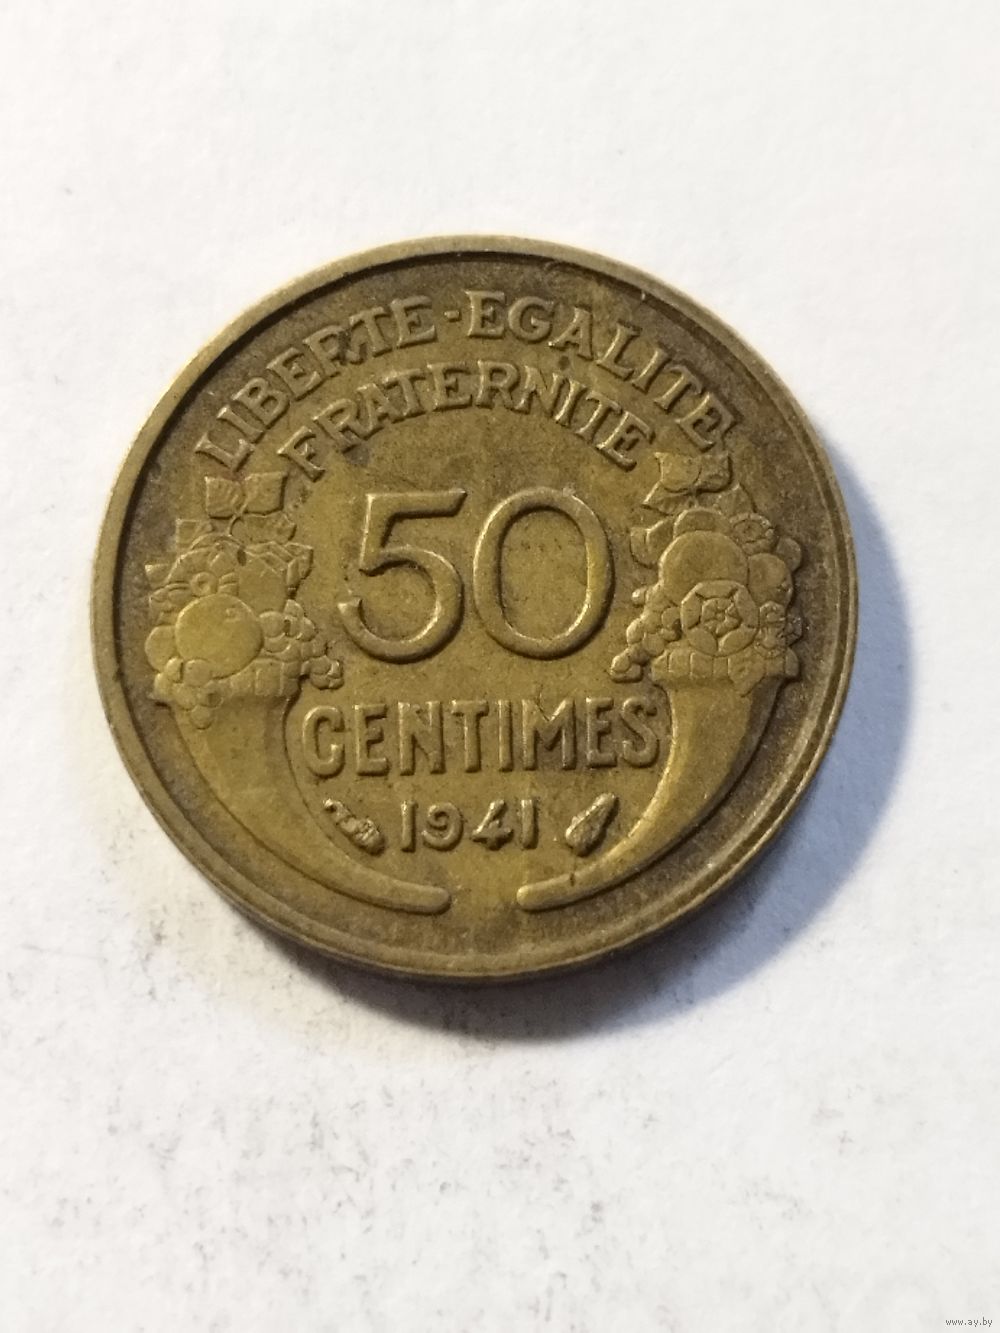 LIBERTE-EGALITE
FRATERNITE
50
CENTIMES
1941
www.ay.by